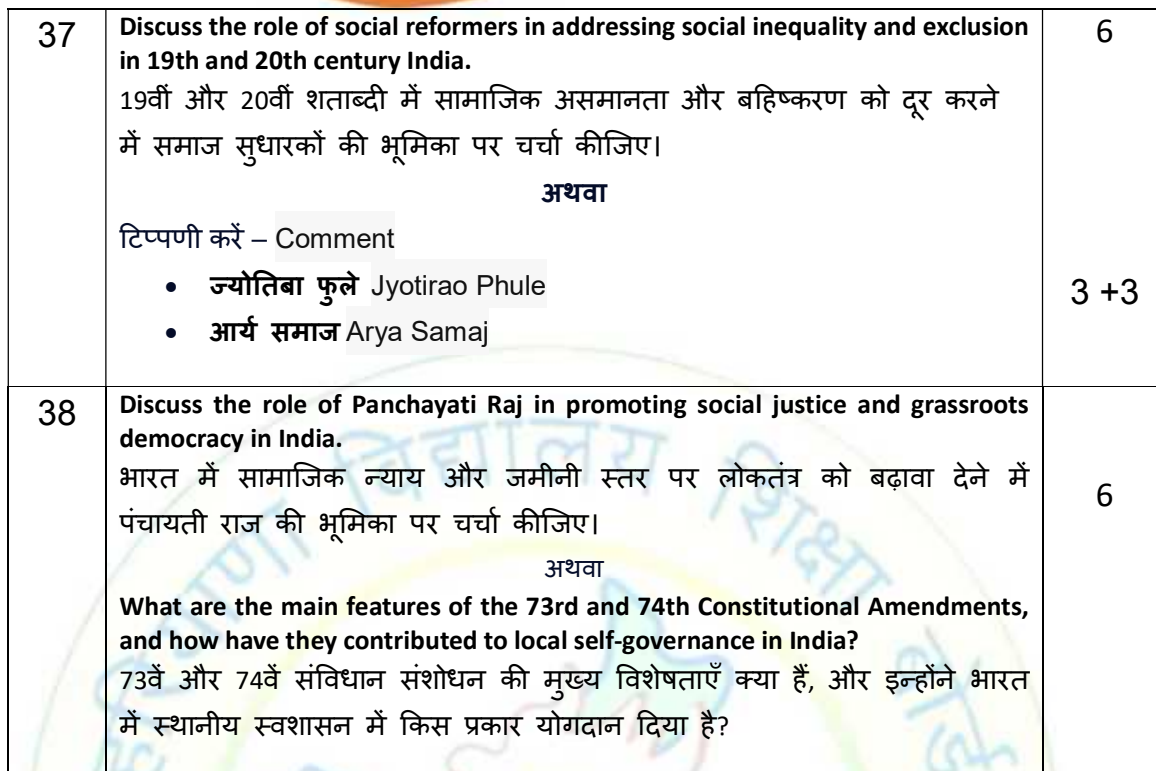 37
Discuss the role of social reformers in addressing social inequality and exclusion
6
in 19th and 20th century India.
19वीं और 20वीं शताब्दी में सामाजिक असमानता और बहिष्करण को दूर करने
में समाज सुधारकों की भूमिका पर चर्चा कीजिए।
अथवा
टिप्पणी करें – Comment
• ज्योतिबा फुले Jyotirao Phule
3 +3
• आर्य समाज Arya Samaj
38
Discuss the role of Panchayati Raj in promoting social justice and grassroots
democracy in India.
भारत में सामाजिक न्याय और जमीनी स्तर पर लोकतंत्र को बढ़ावा देने में
6
पंचायती राज की भूमिका पर चर्चा कीजिए।
अथवा
What are the main features of the 73rd and 74th Constitutional Amendments,
and how have they contributed to local self-governance in India?
73वें और 74वें संविधान संशोधन की मुख्य विशेषताएँ क्या हैं, और इन्होंने भारत
में स्थानीय स्वशासन में किस प्रकार योगदान दिया है?
विद्यालय शिक्षा बोर्ड